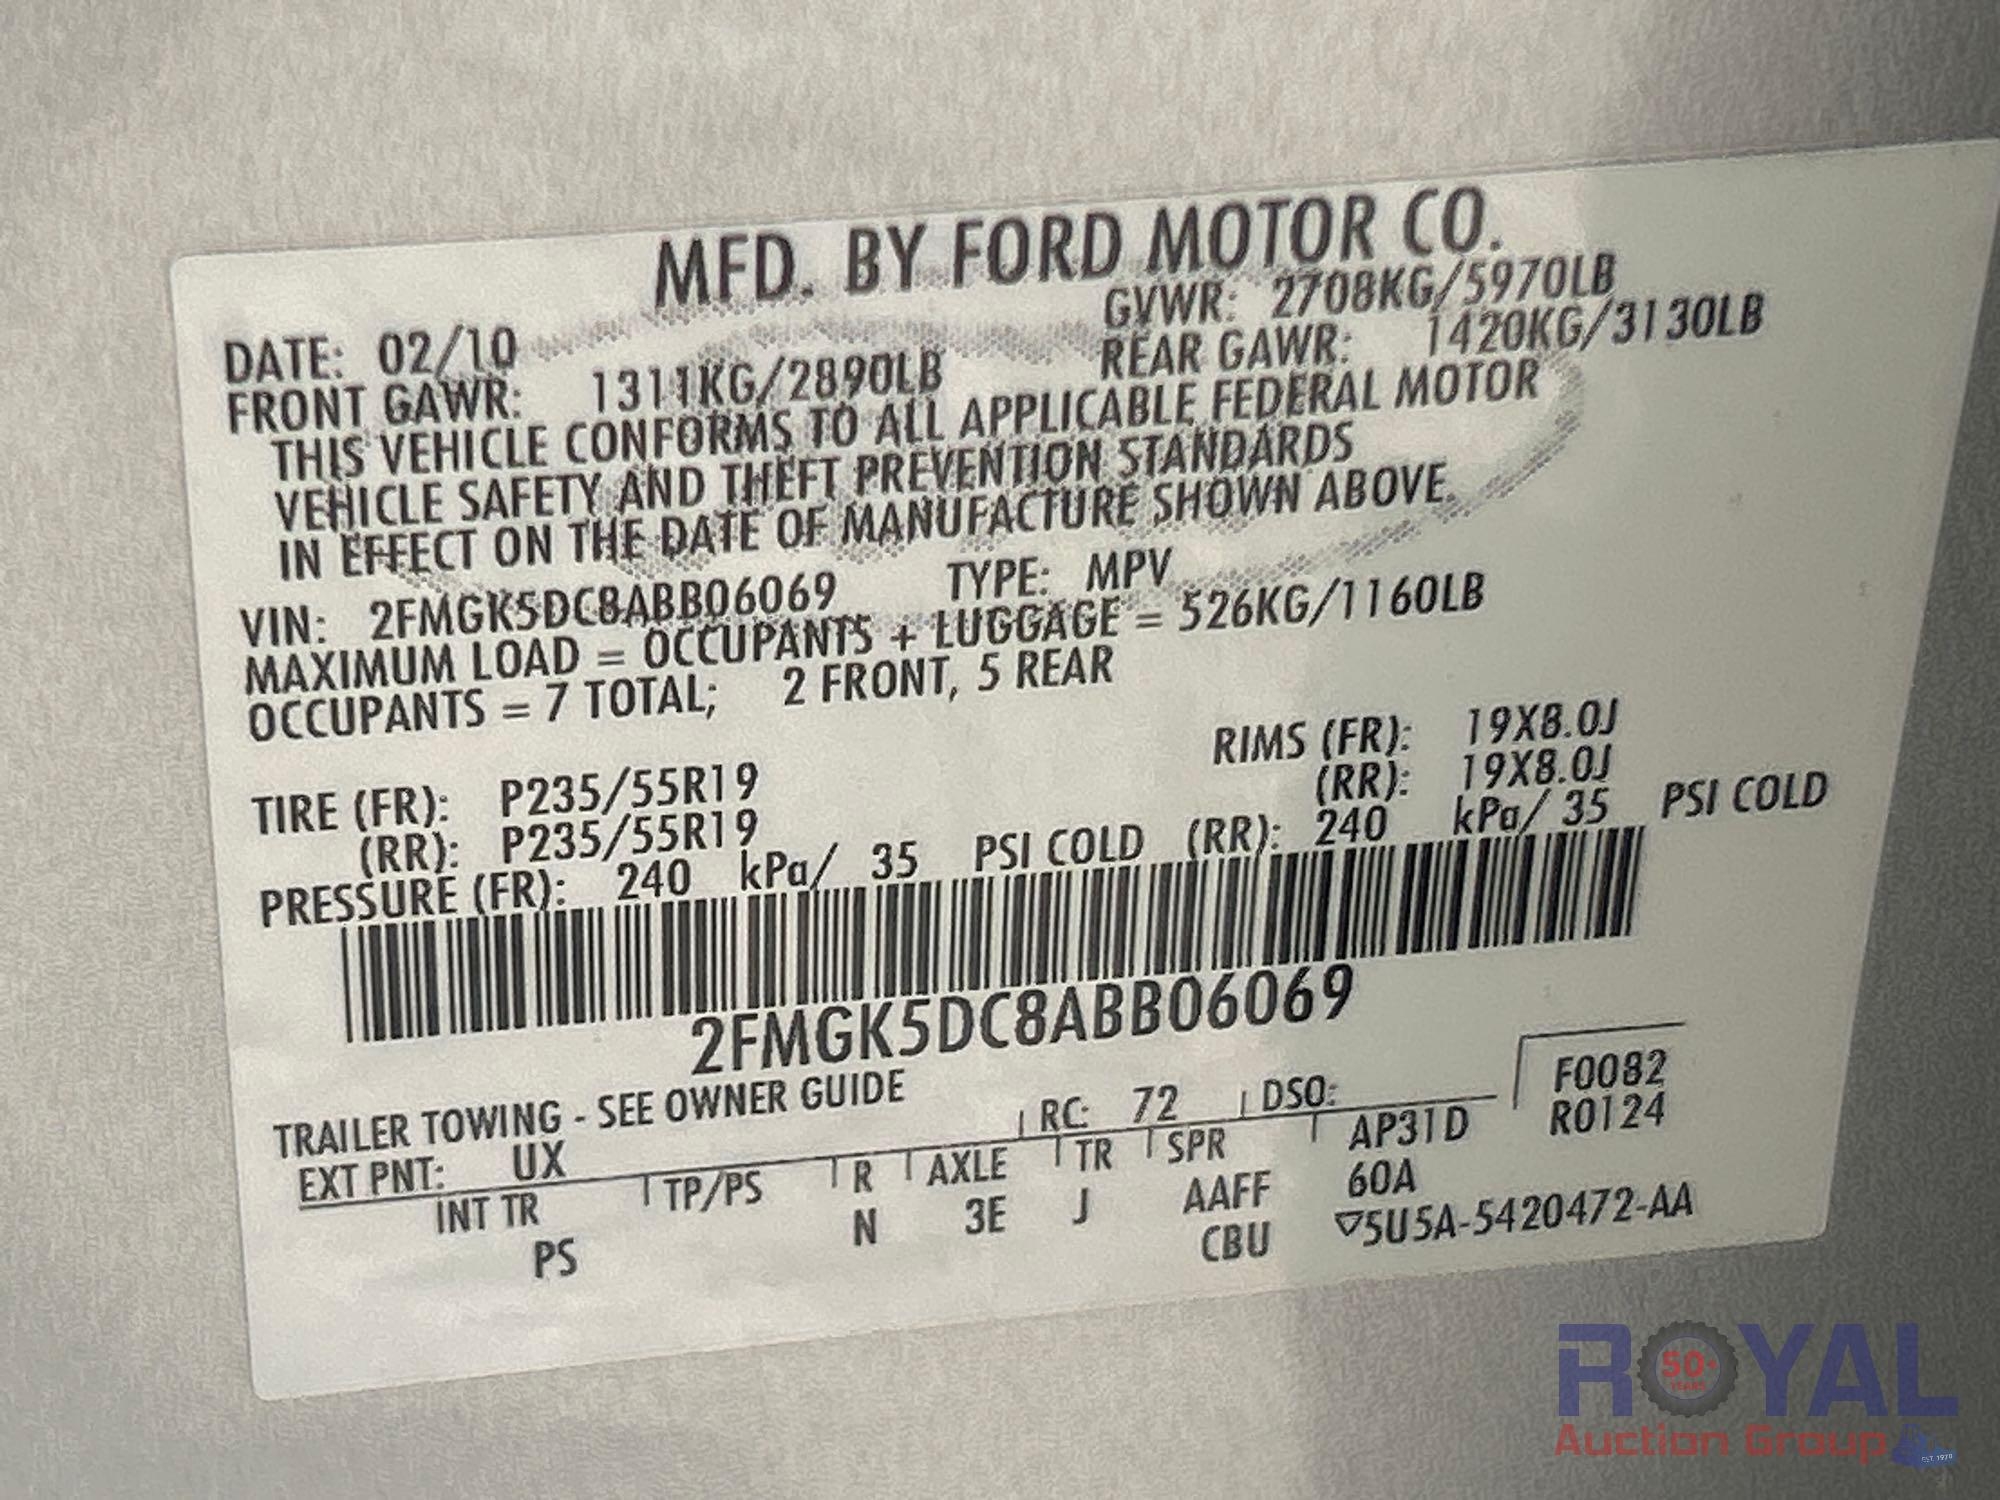 MFD. BY FORD MOTOR CO.
DATE: 02/10 GVWR: 2708KG/5970LB
FRONT GAWR: 1311KG/2890LB REAR GAWR: 1420KG/3130LB
THIS VEHICLE CONFORMS TO ALL APPLICABLE FEDERAL MOTOR
VEHICLE SAFETY AND THEFT PREVENTION STANDARDS
IN EFFECT ON THE DATE OF MANUFACTURE SHOWN ABOVE.
VIN: 2FMGK5DC8ABB06069 TYPE: MPV
MAXIMUM LOAD = OCCUPANTS + LUGGAGE = 526KG/1160LB
OCCUPANTS = 7 TOTAL; 2 FRONT, 5 REAR
TIRE (FR): P235/55R19 RIMS (FR): 19X8.0J
(RR): P235/55R19 (RR): 19X8.0J
PRESSURE (FR): 240 kPa/ 35 PSI COLD (RR): 240 kPa/ 35 PSI COLD
2FMGK5DC8ABB06069
TRAILER TOWING - SEE OWNER GUIDE
F0082
EXT PNT: UX RC: 72 DSO: R0124
INT TR TP/PS R AXLE TR SPR AP31D
PS N 3E J AAFF 60A
CBU ▽5U5A-5420472-AA
ROYAL
50+
YEARS
Auction Group
EST. 1970